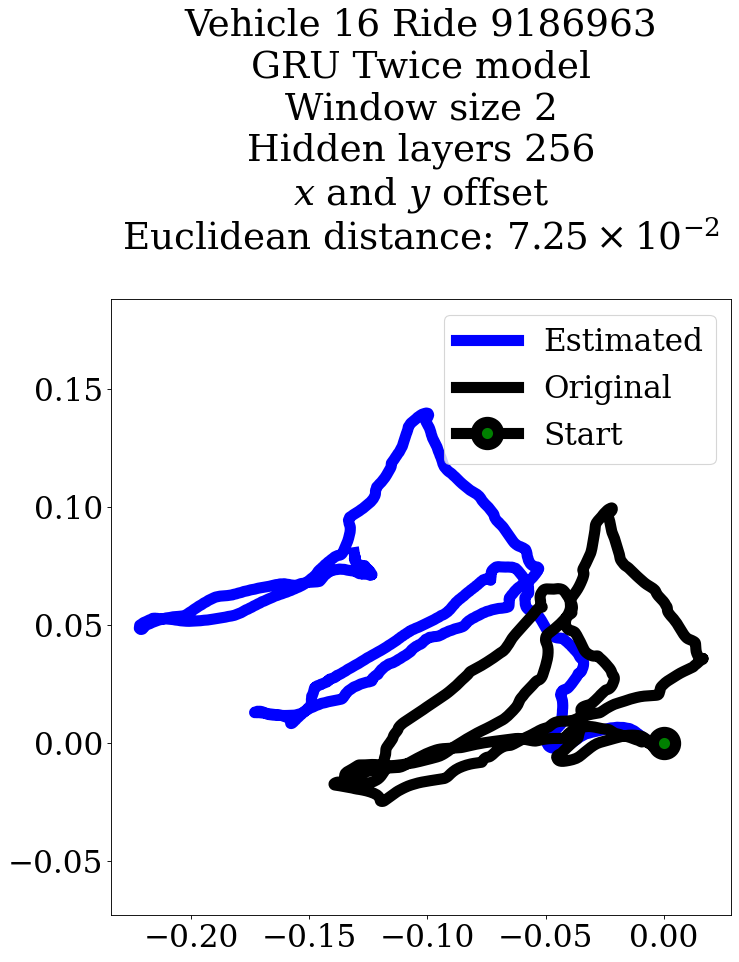 Vehicle 16 Ride 9186963
GRU Twice model
Window size 2
Hidden layers 256
x and y offset
Euclidean distance: 7.25 × 10⁻²
Estimated
Original
Start
0.15
0.10
0.05
0.00
−0.05
−0.20 −0.15 −0.10 −0.05 0.00